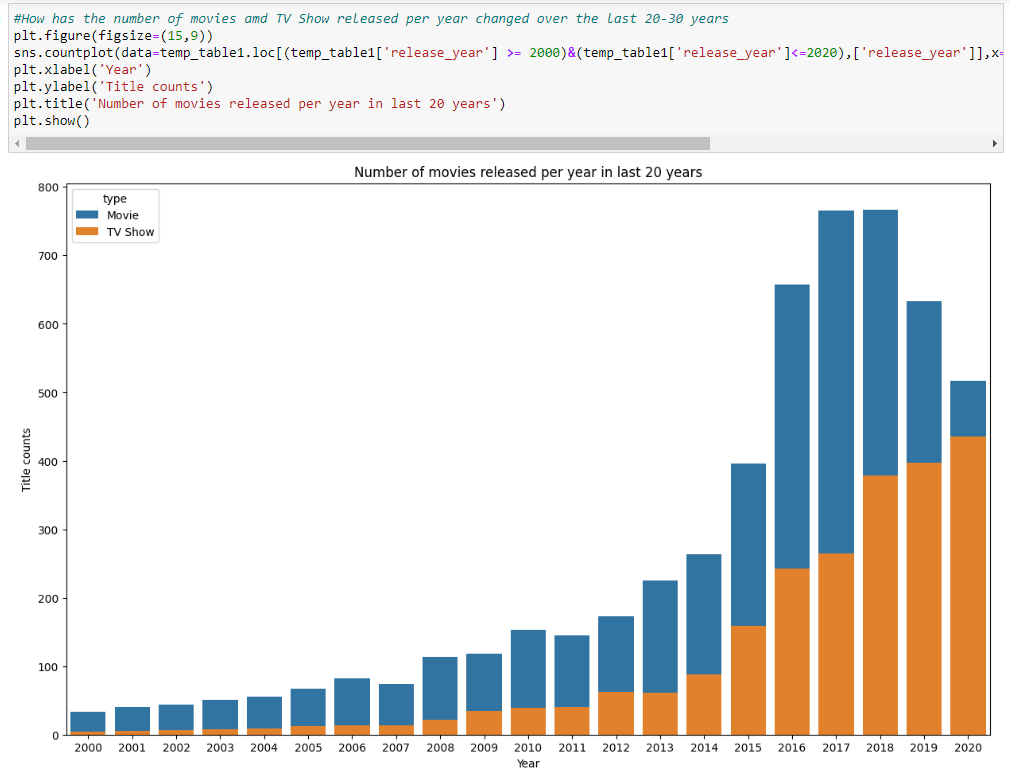 #How has the number of movies amd TV Show released per year changed over the last 20-30 years
plt.figure(figsize=(15,9))
sns.countplot(data=temp_table1.loc[(temp_table1['release_year'] >= 2000)&(temp_table1['release_year']<=2020),['release_year']],x=
plt.xlabel('Year')
plt.ylabel('Title counts')
plt.title('Number of movies released per year in last 20 years')
plt.show()
Number of movies released per year in last 20 years
type
Movie
TV Show
800
700
600
500
400
300
200
100
0
Title counts
2000 2001 2002 2003 2004 2005 2006 2007 2008 2009 2010 2011 2012 2013 2014 2015 2016 2017 2018 2019 2020
Year